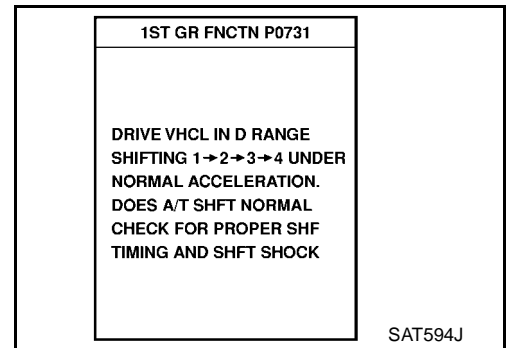 1ST GR FNCTN P0731
DRIVE VHCL IN D RANGE
SHIFTING 1→2→3→4 UNDER
NORMAL ACCELERATION.
DOES A/T SHFT NORMAL
CHECK FOR PROPER SHF
TIMING AND SHFT SHOCK
SAT594J